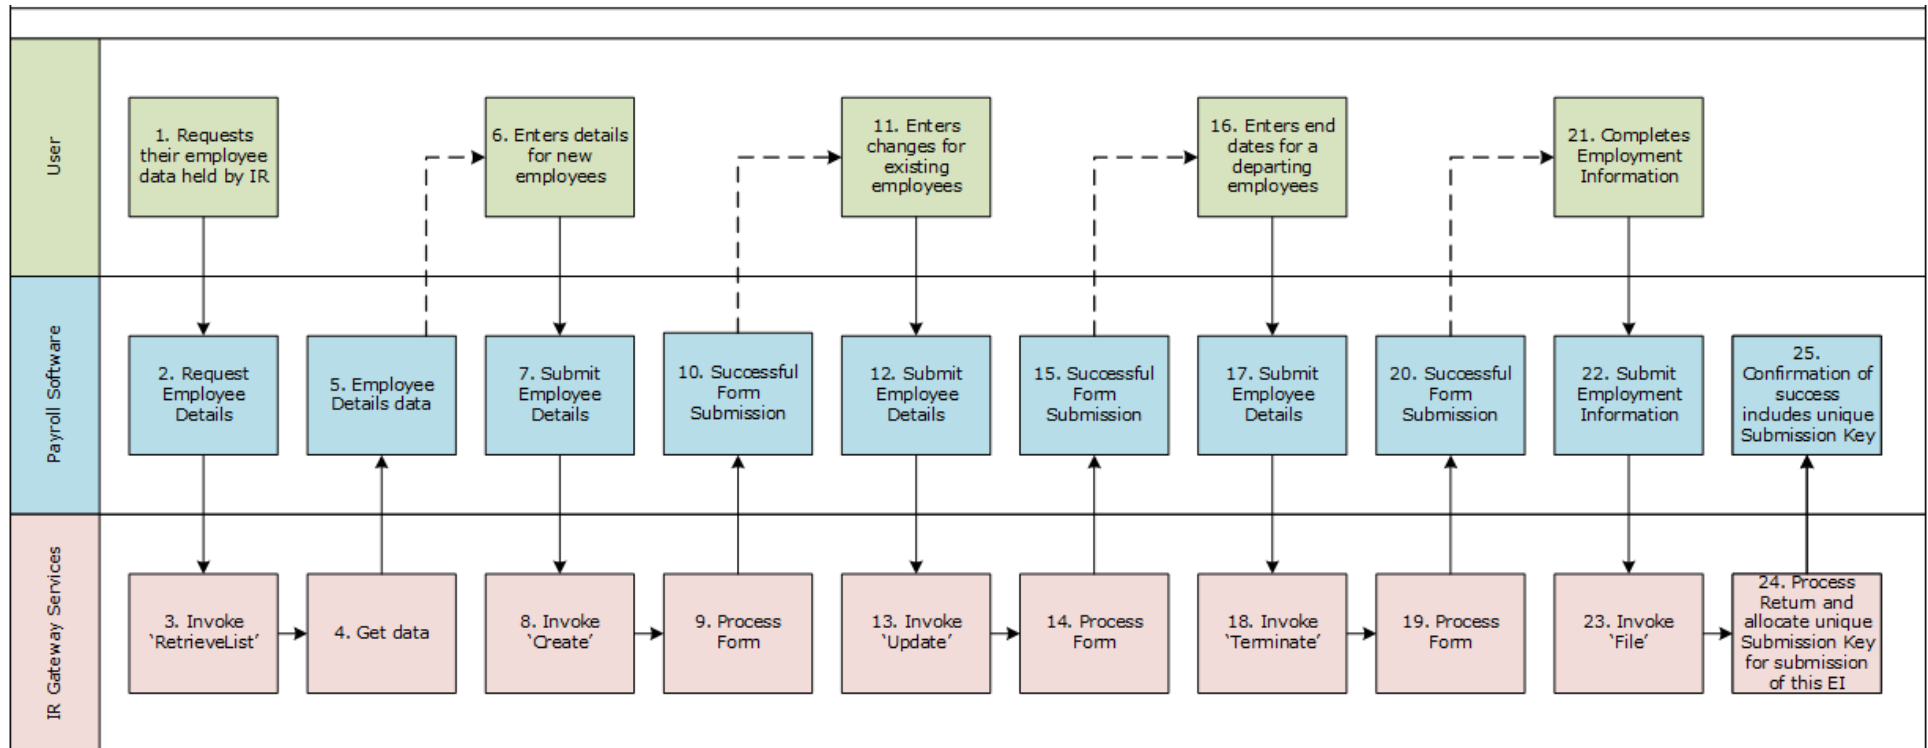 User
1. Requests
their employee
data held by IR
6. Enters details
for new
employees
11. Enters
changes for
existing
employees
16. Enters end
dates for a
departing
employees
21. Completes
Employment
Information
Payroll Software
2. Request
Employee
Details
5. Employee
Details data
7. Submit
Employee
Details
10. Successful
Form
Submission
12. Submit
Employee
Details
15. Successful
Form
Submission
17. Submit
Employee
Details
20. Successful
Form
Submission
22. Submit
Employment
Information
25.
Confirmation of
success
includes unique
Submission Key
IR Gateway Services
3. Invoke
‘RetrieveList’
4. Get data
8. Invoke
‘Create’
9. Process
Form
13. Invoke
‘Update’
14. Process
Form
18. Invoke
‘Terminate’
19. Process
Form
23. Invoke
‘File’
24. Process
Return and
allocate unique
Submission Key
for submission
of this EI